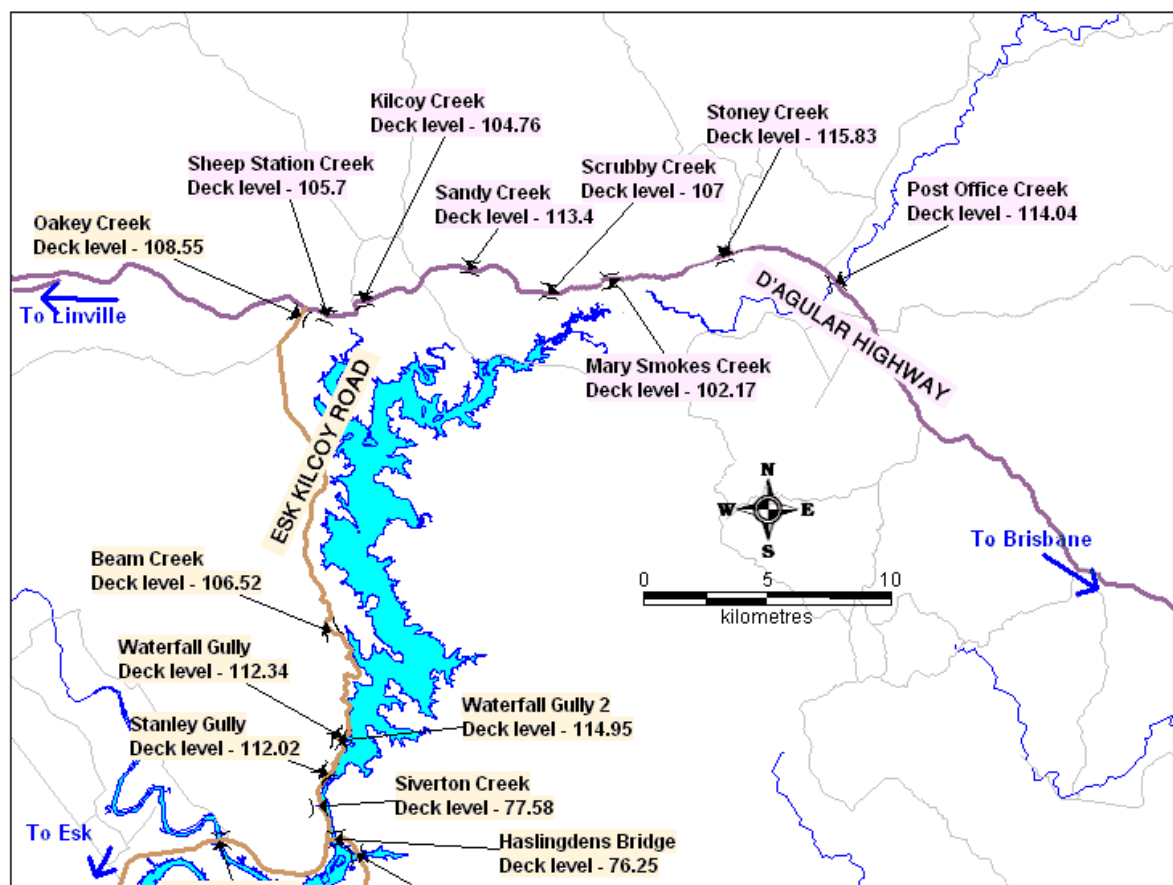 Kilcoy Creek
Deck level - 104.76
Stoney Creek
Deck level - 115.83
Sheep Station Creek
Deck level - 105.7
Scrubby Creek
Deck level - 107
Sandy Creek
Deck level - 113.4
Post Office Creek
Deck level - 114.04
Oakey Creek
Deck level - 108.55
To Linville
D'AGULAR HIGHWAY
Mary Smokes Creek
Deck level - 102.17
ESK KILCOY ROAD
N
W
E
S
To Brisbane
Beam Creek
Deck level - 106.52
0
5
10
kilometres
Waterfall Gully
Deck level - 112.34
Waterfall Gully 2
Deck level - 114.95
Stanley Gully
Deck level - 112.02
Siverton Creek
Deck level - 77.58
To Esk
Haslingdens Bridge
Deck level - 76.25